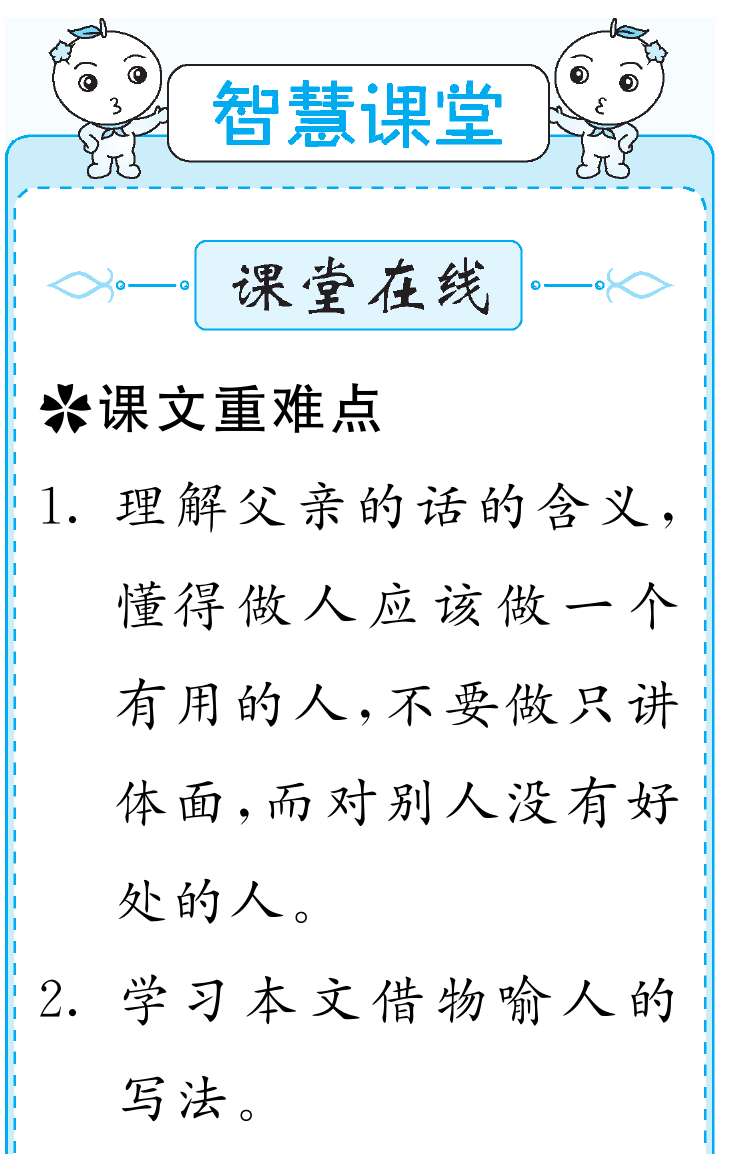 智慧课堂
课堂在线
课文重难点
1. 理解父亲的话的含义，
懂得做人应该做一个
有用的人，不要做只讲
体面，而对别人没有好
处的人。
2. 学习本文借物喻人的
写法。